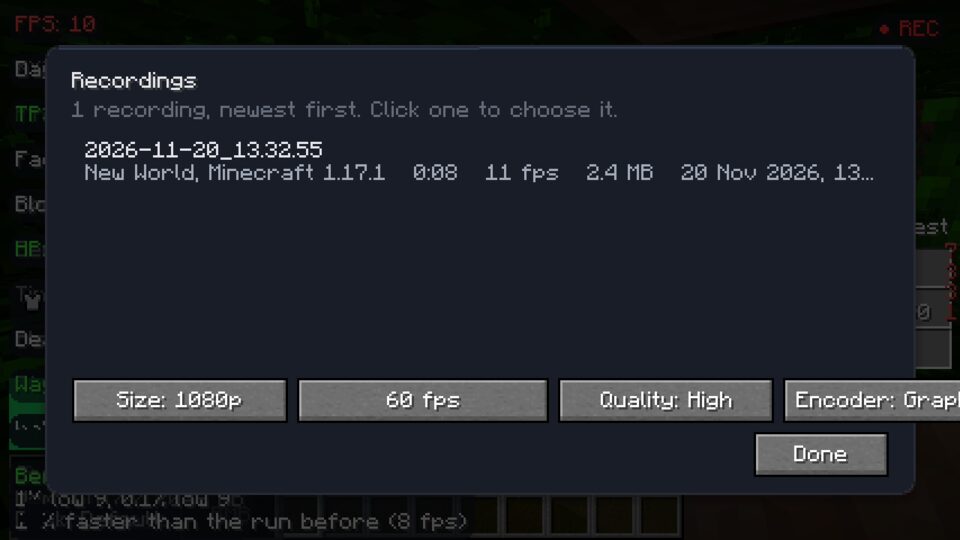 FPS: 10
REC
Recordings
1 recording, newest first. Click one to choose it.
2026-11-20_13.32.55
New World, Minecraft 1.17.1 0:08 11 fps 2.4 MB 20 Nov 2026, 13...
Size: 1080p
60 fps
Quality: High
Encoder: Grap
Done
faster than the run before (8 fps)